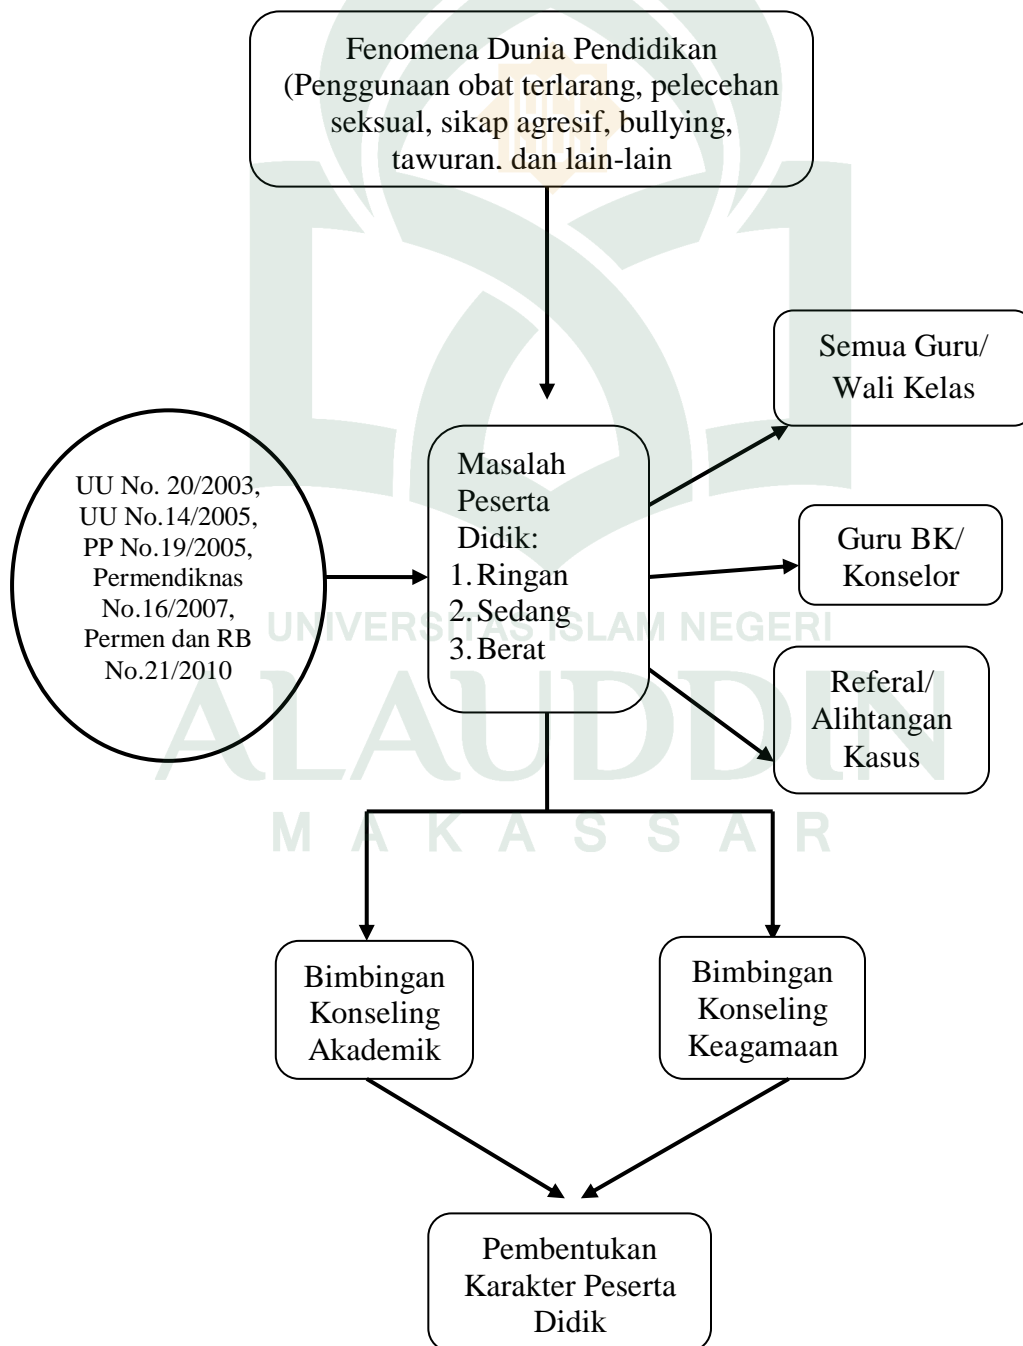 Fenomena Dunia Pendidikan
(Penggunaan obat terlarang, pelecehan
seksual, sikap agresif, bullying,
tawuran, dan lain-lain
Semua Guru/
Wali Kelas
UU No. 20/2003,
UU No.14/2005,
PP No.19/2005,
Permendiknas
No.16/2007,
Permen dan RB
No.21/2010
Masalah
Peserta
Didik:
1. Ringan
2. Sedang
3. Berat
Guru BK/
Konselor
Referal/
Alihtangan
Kasus
UNIVERSITAS ISLAM NEGERI
ALAUDDIN
MAKASSAR
Bimbingan
Konseling
Akademik
Bimbingan
Konseling
Keagamaan
Pembentukan
Karakter Peserta
Didik